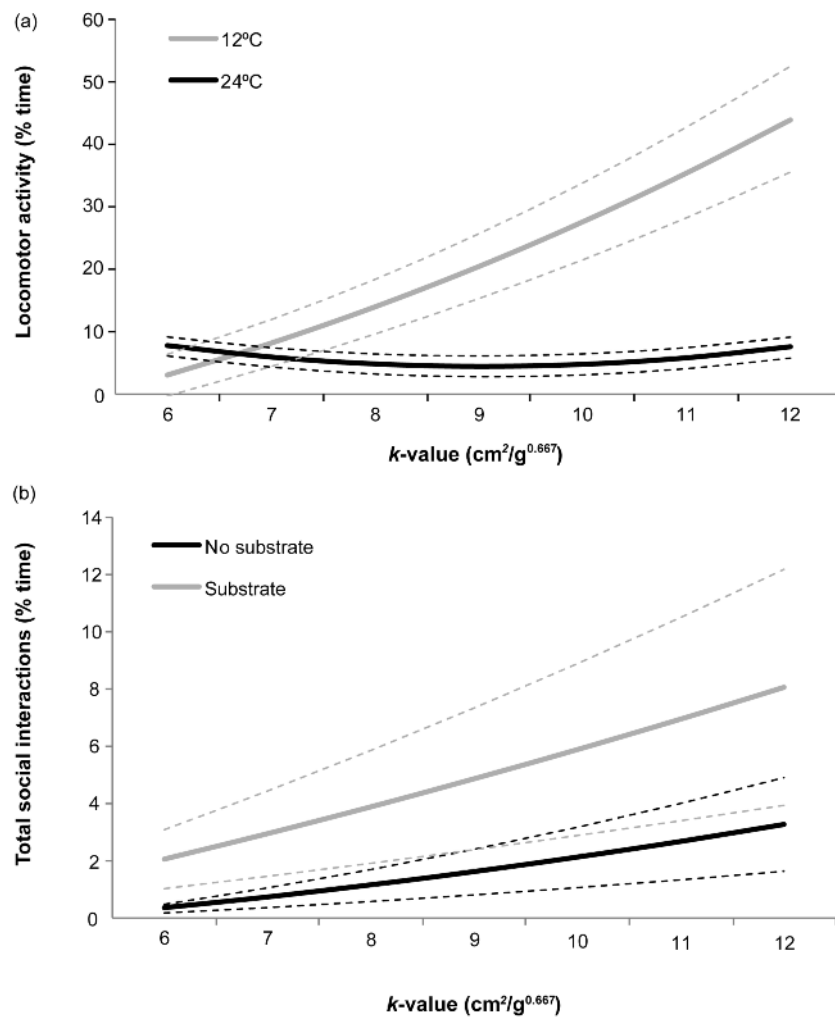 (a)
60
50
40
30
20
10
0
Locomotor activity (% time)
12ºC
24ºC
6 7 8 9 10 11 12
k-value (cm²/g⁰·⁶⁶⁷)
(b)
14
12
10
8
6
4
2
0
Total social interactions (% time)
No substrate
Substrate
6 7 8 9 10 11 12
k-value (cm²/g⁰·⁶⁶⁷)